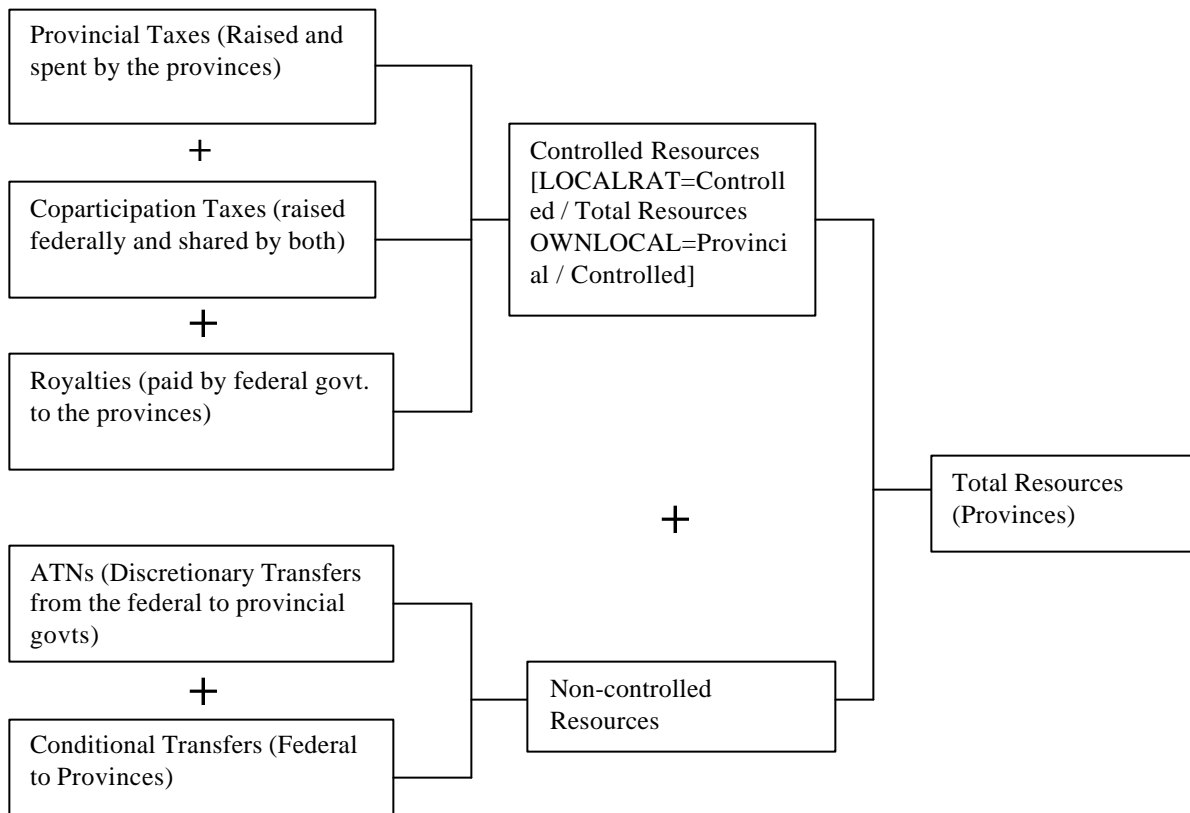 Provincial Taxes (Raised and
spent by the provinces)
+
Coparticipation Taxes (raised
federally and shared by both)
+
Royalties (paid by federal govt.
to the provinces)
Controlled Resources
[LOCALRAT=Controll
ed / Total Resources
OWNLOCAL=Provinci
al / Controlled]
+
Total Resources
(Provinces)
ATNs (Discretionary Transfers
from the federal to provincial
govts)
+
Conditional Transfers (Federal
to Provinces)
Non-controlled
Resources